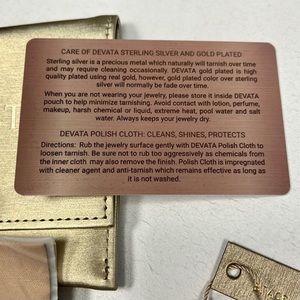 CARE OF DEVATA STERLING SILVER AND GOLD PLATED
Sterling silver is a precious metal which naturally will tarnish over time
and may require cleaning occasionally. DEVATA gold plated is high
quality plating using real gold, however, gold plated color over sterling
silver will normally be fade over time.
When you are not wearing your jewelry, please store it inside DEVATA
pouch to help minimize tarnishing. Avoid contact with lotion, perfume,
makeup, harsh chemical or liquid, extreme heat, pool water and salt
water. Always keeps your jewelry dry.
DEVATA POLISH CLOTH: CLEANS, SHINES, PROTECTS
Directions: Rub the jewelry surface gently with DEVATA Polish Cloth to
loosen tarnish. Be sure not to rub too aggressively as chemicals from
the inner cloth may also remove the finish. Polish Cloth is impregnated
with cleaner agent and anti-tarnish which remains effective as long as
it is not washed.